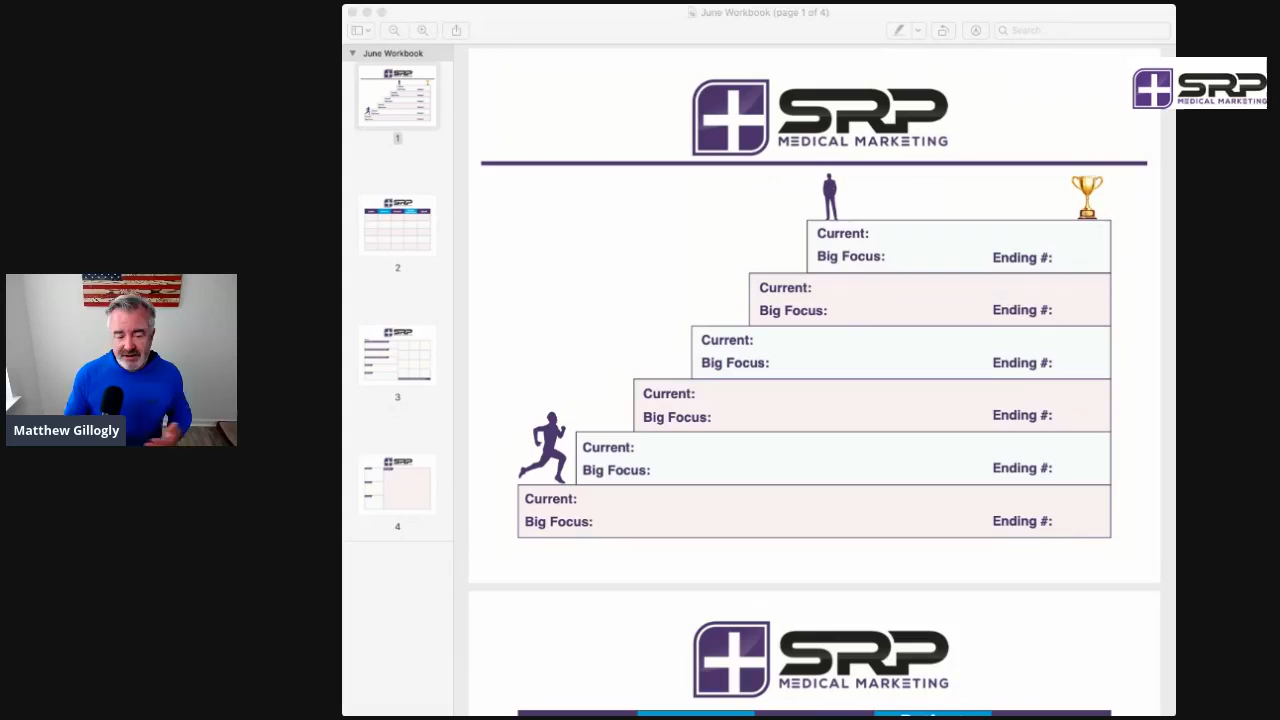 June Workbook (page 1 of 4)
Search
June Workbook
1
2
3
4
SRP
MEDICAL MARKETING
SRP
MEDICAL MARKETING
Current:
Big Focus:
Ending #:
Current:
Big Focus:
Ending #:
Current:
Big Focus:
Ending #:
Current:
Big Focus:
Ending #:
Current:
Big Focus:
Ending #:
Current:
Big Focus:
Ending #:
SRP
MEDICAL MARKETING
Matthew Gillogly